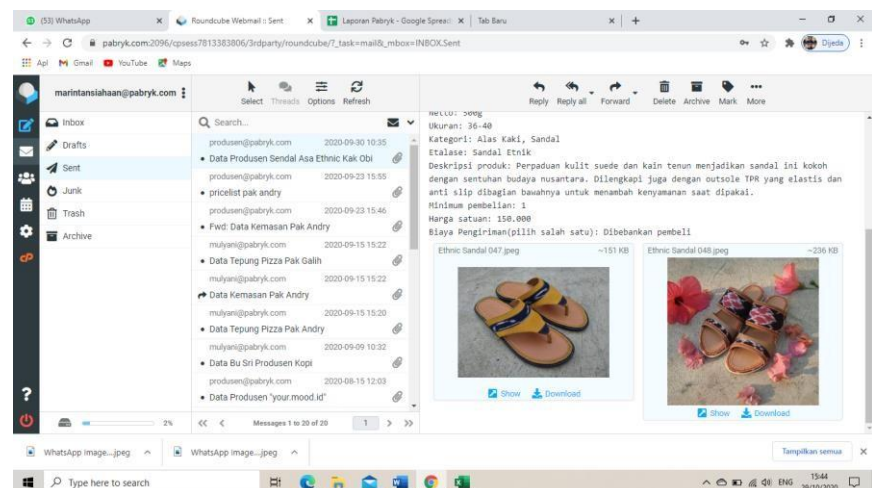 (53) WhatsApp
Roundcube Webmail :: Sent
Laporan Pabryk - Google Spread
Tab Baru
pabryk.com:2096/cpsess7813383806/3rdparty/roundcube/?_task=mail&_mbox=INBOX.Sent
Dijeda
Apl
Gmail
YouTube
Maps
marintansiahaan@pabryk.com
Select
Threads
Options
Refresh
Reply
Reply all
Forward
Delete
Archive
Mark
More
Inbox
Drafts
Sent
Junk
Trash
Archive
2%
Search...
produsen@pabryk.com 2020-09-30 10:35
Data Produsen Sendal Asa Ethnic Kak Obi
produsen@pabryk.com 2020-09-23 15:55
pricelist pak andry
produsen@pabryk.com 2020-09-23 15:46
Fwd: Data Kemasan Pak Andry
mulyani@pabryk.com 2020-09-15 15:22
Data Tepung Pizza Pak Galih
mulyani@pabryk.com 2020-09-15 15:22
Data Kemasan Pak Andry
mulyani@pabryk.com 2020-09-15 15:20
Data Tepung Pizza Pak Andry
mulyani@pabryk.com 2020-09-09 10:32
Data Bu Sri Produsen Kopi
produsen@pabryk.com 2020-08-15 12:03
Data Produsen "your.mood.id"
Messages 1 to 20 of 20
1
Netto: 500g
Ukuran: 36-40
Kategori: Alas Kaki, Sandal
Etalase: Sandal Etnik
Deskripsi produk: Perpaduan kulit suede dan kain tenun menjadikan sandal ini kokoh
dengan sentuhan budaya nusantara. Dilengkapi juga dengan outsole TPR yang elastis dan
anti slip dibagian bawahnya untuk menambah kenyamanan saat dipakai.
Minimum pembelian: 1
Harga satuan: 150.000
Biaya Pengiriman(pilih salah satu): Dibebankan pembeli
Ethnic Sandal 047.jpeg ~151 KB
Show Download
Ethnic Sandal 048.jpeg ~236 KB
Show Download
WhatsApp Image....jpeg
WhatsApp Image....jpeg
Tampilkan semua
Type here to search
ENG
15:44
29/10/2020